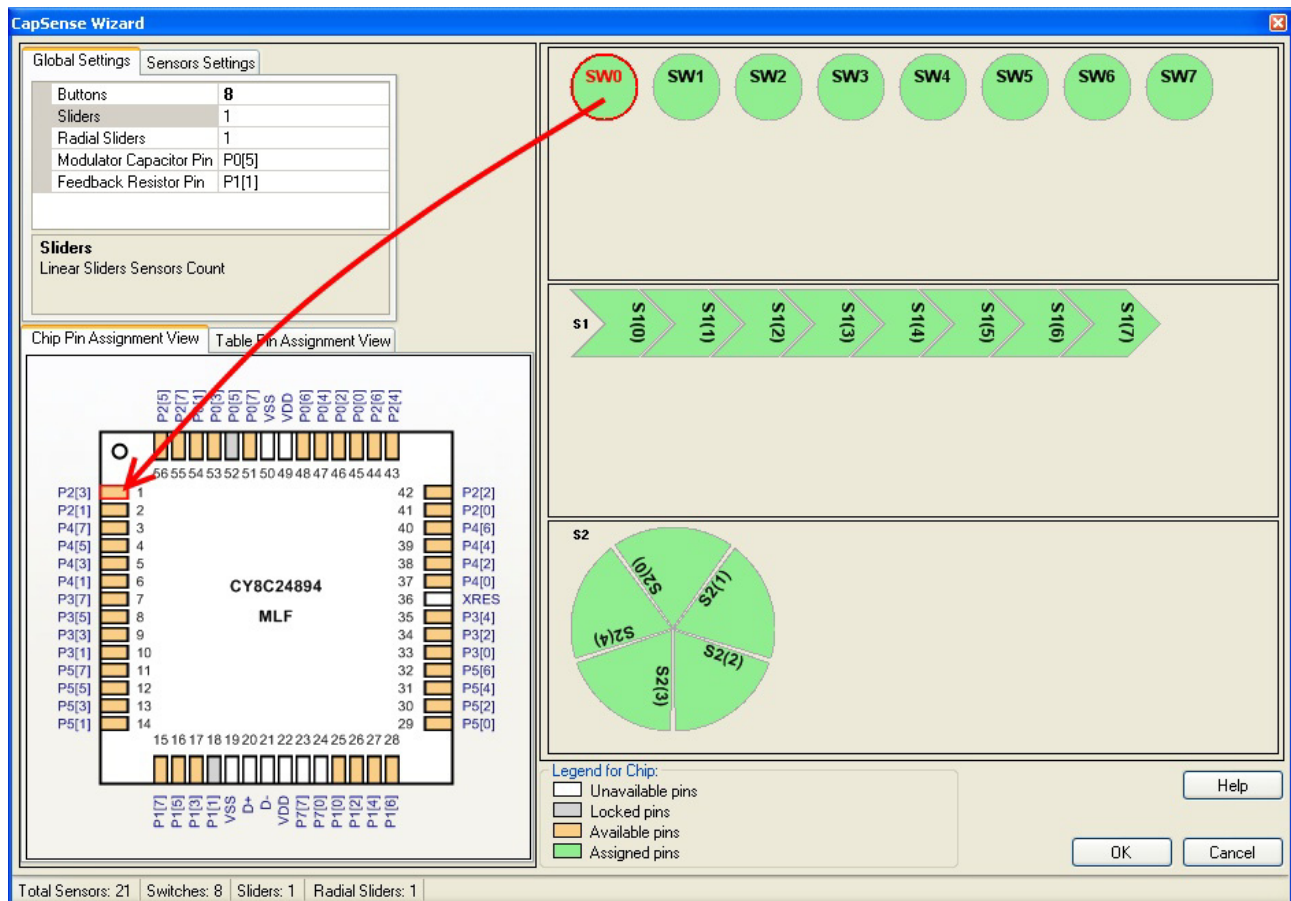 CapSense Wizard
Global Settings Sensors Settings
Buttons 8
Sliders 1
Radial Sliders 1
Modulator Capacitor Pin P0[5]
Feedback Resistor Pin P1[1]
Sliders
Linear Sliders Sensors Count
Chip Pin Assignment View Table Pin Assignment View
P2[5] P2[7] P0[1] P0[3] P0[5] P0[7] VSS VDD P0[6] P0[4] P0[2] P0[0] P2[6] P2[4]
56 55 54 53 52 51 50 49 48 47 46 45 44 43
P2[3] 1 42 P2[2]
P2[1] 2 41 P2[0]
P4[7] 3 40 P4[6]
P4[5] 4 39 P4[4]
P4[3] 5 38 P4[2]
P4[1] 6 37 P4[0]
CY8C24894
P3[7] 7 36 XRES
P3[5] 8 MLF 35 P3[4]
P3[3] 9 34 P3[2]
P3[1] 10 33 P3[0]
P5[7] 11 32 P5[6]
P5[5] 12 31 P5[4]
P5[3] 13 30 P5[2]
P5[1] 14 29 P5[0]
15 16 17 18 19 20 21 22 23 24 25 26 27 28
P1[7] P1[5] P1[3] P1[1] VSS D+ D- VDD P7[7] P7[0] P1[0] P1[2] P1[4] P1[6]
SW0 SW1 SW2 SW3 SW4 SW5 SW6 SW7
S1 S1(0) S1(1) S1(2) S1(3) S1(4) S1(5) S1(6) S1(7)
S2
S2(0) S2(1)
S2(4) S2(2)
S2(3)
Legend for Chip:
Unavailable pins
Locked pins
Available pins
Assigned pins
Help
OK Cancel
Total Sensors: 21 Switches: 8 Sliders: 1 Radial Sliders: 1